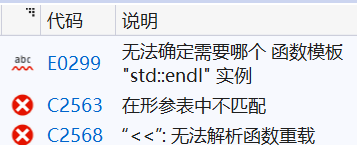 代码 说明
abc E0299 无法确定需要哪个 函数模板
"std::endl" 实例
C2563 在形参表中不匹配
C2568 “<<”: 无法解析函数重载